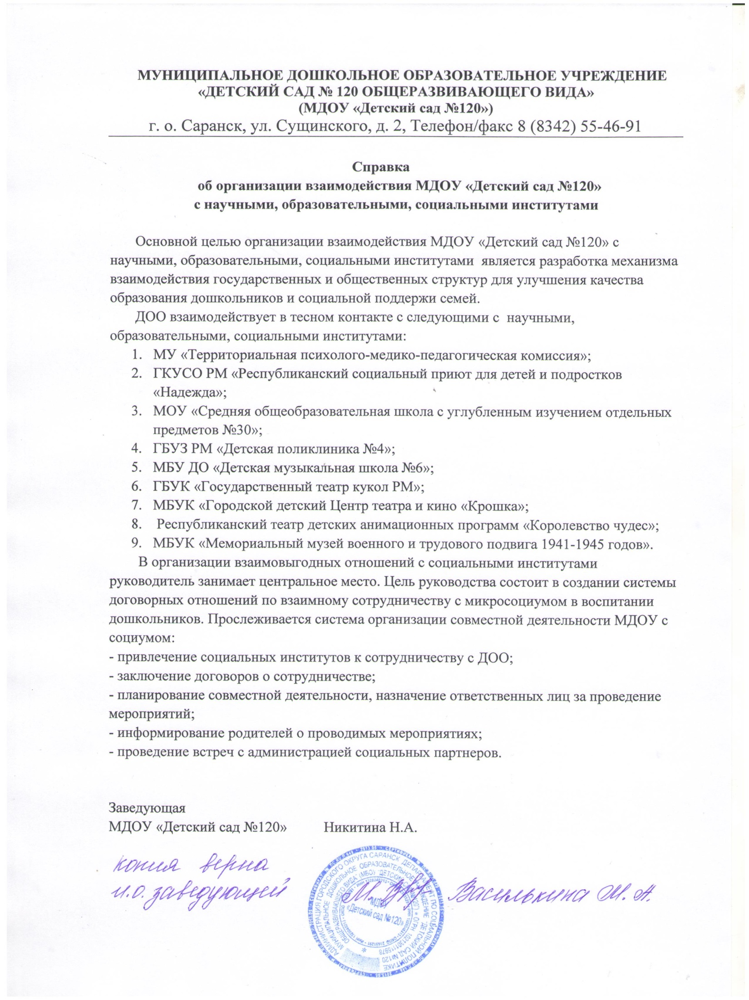 МУНИЦИПАЛЬНОЕ ДОШКОЛЬНОЕ ОБРАЗОВАТЕЛЬНОЕ УЧРЕЖДЕНИЕ
«ДЕТСКИЙ САД № 120 ОБЩЕРАЗВИВАЮЩЕГО ВИДА»
(МДОУ «Детский сад №120»)
г. о. Саранск, ул. Сущинского, д. 2, Телефон/факс 8 (8342) 55-46-91
Справка
об организации взаимодействия МДОУ «Детский сад №120»
с научными, образовательными, социальными институтами
Основной целью организации взаимодействия МДОУ «Детский сад №120» с
научными, образовательными, социальными институтами является разработка механизма
взаимодействия государственных и общественных структур для улучшения качества
образования дошкольников и социальной поддержи семей.
ДОО взаимодействует в тесном контакте с следующими с научными,
образовательными, социальными институтами:
1. МУ «Территориальная психолого-медико-педагогическая комиссия»;
2. ГКУСО РМ «Республиканский социальный приют для детей и подростков
«Надежда»;
3. МОУ «Средняя общеобразовательная школа с углубленным изучением отдельных
предметов №30»;
4. ГБУЗ РМ «Детская поликлиника №4»;
5. МБУ ДО «Детская музыкальная школа №6»;
6. ГБУК «Государственный театр кукол РМ»;
7. МБУК «Городской детский Центр театра и кино «Крошка»;
8. Республиканский театр детских анимационных программ «Королевство чудес»;
9. МБУК «Мемориальный музей военного и трудового подвига 1941-1945 годов».
В организации взаимовыгодных отношений с социальными институтами
руководитель занимает центральное место. Цель руководства состоит в создании системы
договорных отношений по взаимному сотрудничеству с микросоциумом в воспитании
дошкольников. Прослеживается система организации совместной деятельности МДОУ с
социумом:
- привлечение социальных институтов к сотрудничеству с ДОО;
- заключение договоров о сотрудничестве;
- планирование совместной деятельности, назначение ответственных лиц за проведение
мероприятий;
- информирование родителей о проводимых мероприятиях;
- проведение встреч с администрацией социальных партнеров.
Заведующая
МДОУ «Детский сад №120» Никитина Н.А.
копия верна
и.о. заведующей Василькина М.А.
АДМИНИСТРАЦИЯ ГОРОДСКОГО ОКРУГА САРАНСК ДЕПАРТАМЕНТ ПО СОЦИАЛЬНОЙ ПОЛИТИКЕ
МУНИЦИПАЛЬНОЕ ДОШКОЛЬНОЕ ОБРАЗОВАТЕЛЬНОЕ УЧРЕЖДЕНИЕ "ДЕТСКИЙ САД №120
ОБЩЕРАЗВИВАЮЩЕГО ВИДА"
МДОУ
«Детский сад №120»